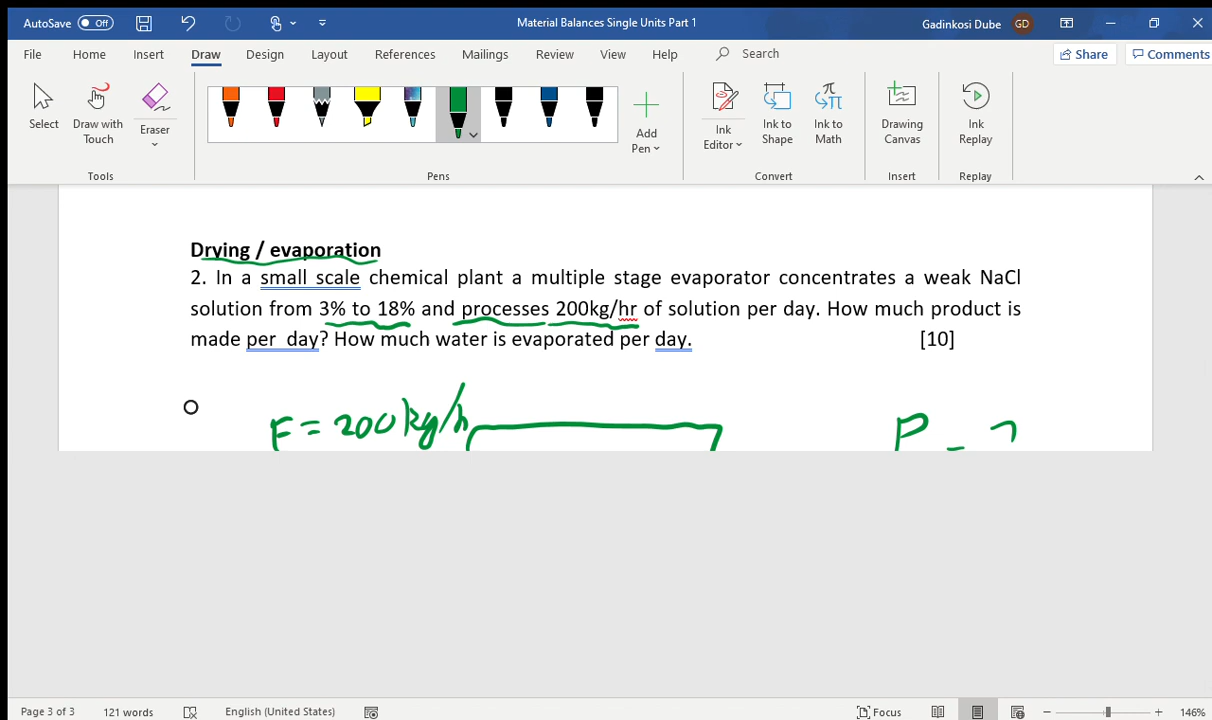 AutoSave Off Material Balances Single Units Part 1 Gadinkosi Dube GD
File Home Insert Draw Design Layout References Mailings Review View Help Search Share Comments
Select Draw with Touch Eraser Add Pen Ink Editor Ink to Shape Ink to Math Drawing Canvas Ink Replay
Tools Pens Convert Insert Replay
Drying / evaporation
2. In a small scale chemical plant a multiple stage evaporator concentrates a weak NaCl
solution from 3% to 18% and processes 200kg/hr of solution per day. How much product is
made per day? How much water is evaporated per day. [10]
F = 200kg/h P = ?
Page 3 of 3 121 words English (United States) Focus 146%